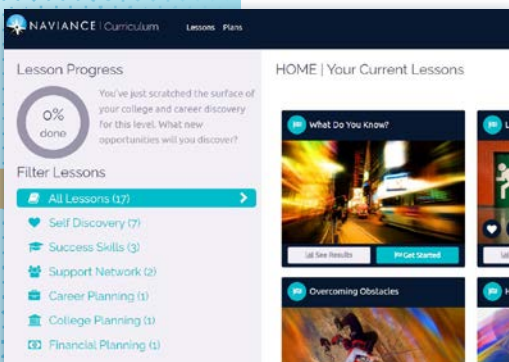 NAVIANCE | Curriculum
Lessons Plans
Lesson Progress
0%
done
You've just scratched the surface of
your college and career discovery
for this level. What new
opportunities will you discover?
Filter Lessons
All Lessons (17)
Self Discovery (7)
Success Skills (3)
Support Network (2)
Career Planning (1)
College Planning (1)
Financial Planning (1)
HOME | Your Current Lessons
What Do You Know?
See Results
Get Started
Overcoming Obstacles